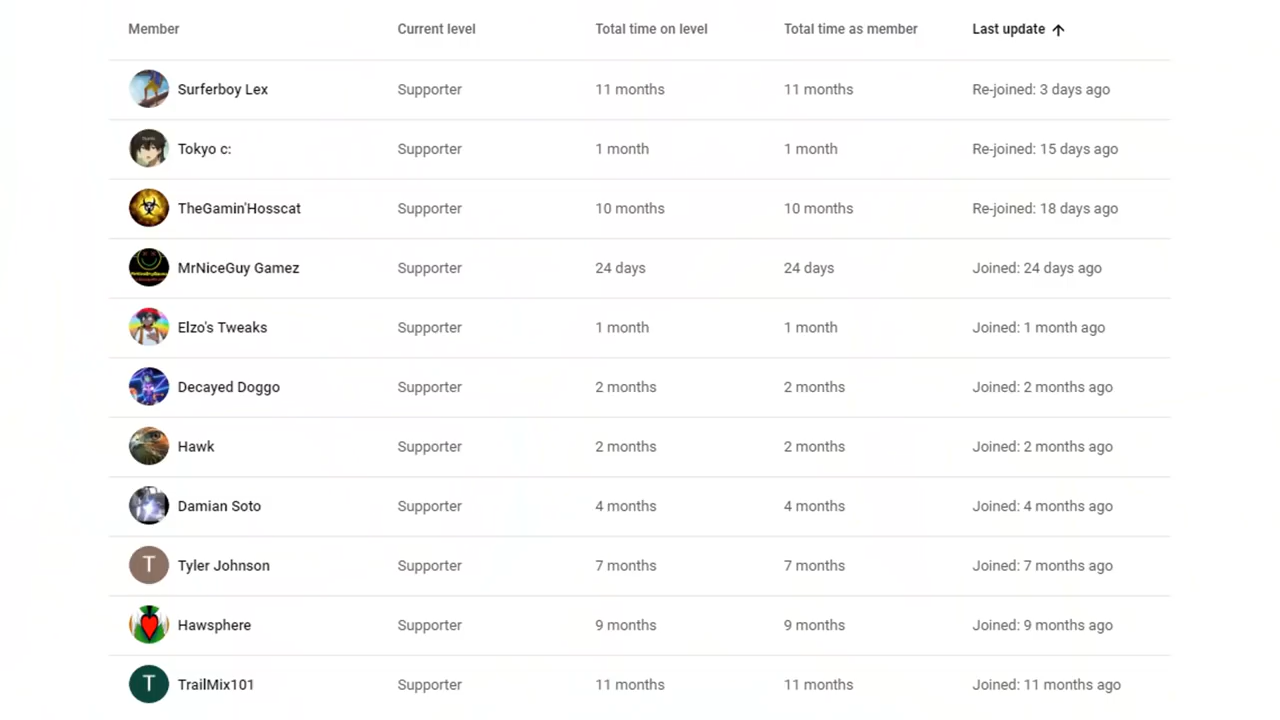 Member Current level Total time on level Total time as member Last update
Surferboy Lex Supporter 11 months 11 months Re-joined: 3 days ago
Tokyo c: Supporter 1 month 1 month Re-joined: 15 days ago
TheGamin'Hosscat Supporter 10 months 10 months Re-joined: 18 days ago
MrNiceGuy Gamez Supporter 24 days 24 days Joined: 24 days ago
Elzo's Tweaks Supporter 1 month 1 month Joined: 1 month ago
Decayed Doggo Supporter 2 months 2 months Joined: 2 months ago
Hawk Supporter 2 months 2 months Joined: 2 months ago
Damian Soto Supporter 4 months 4 months Joined: 4 months ago
T Tyler Johnson Supporter 7 months 7 months Joined: 7 months ago
Hawsphere Supporter 9 months 9 months Joined: 9 months ago
T TrailMix101 Supporter 11 months 11 months Joined: 11 months ago